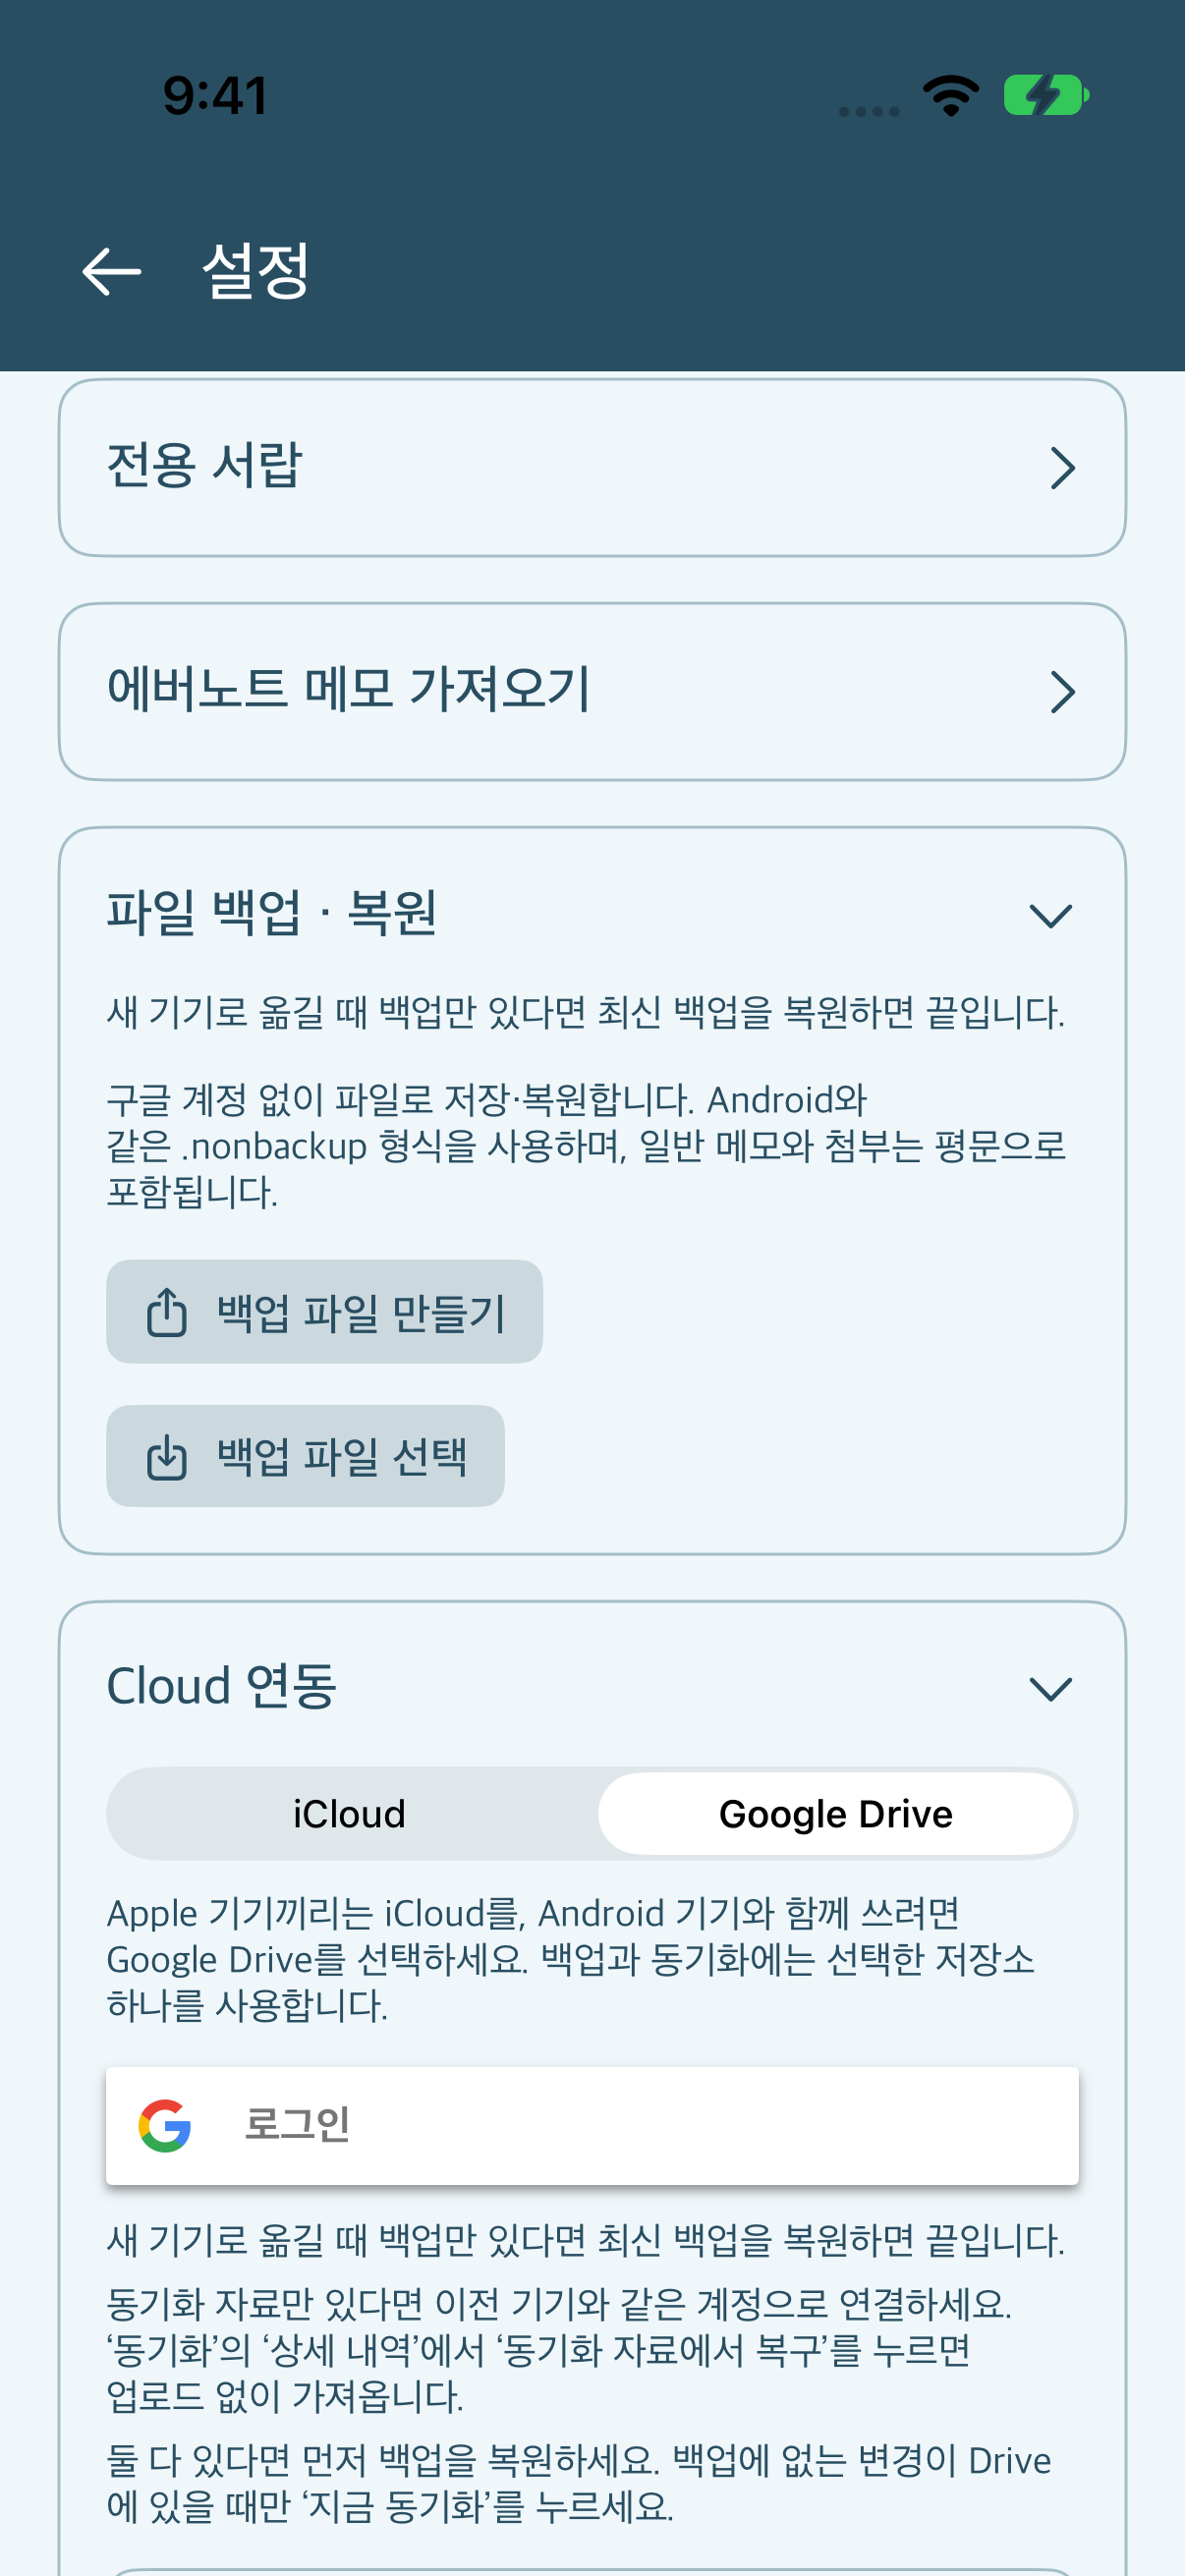 9:41
설정
전용 서랍
에버노트 메모 가져오기
파일 백업 · 복원
새 기기로 옮길 때 백업만 있다면 최신 백업을 복원하면 끝입니다.
구글 계정 없이 파일로 저장·복원합니다. Android와
같은 .nonbackup 형식을 사용하며, 일반 메모와 첨부는 평문으로
포함됩니다.
백업 파일 만들기
백업 파일 선택
Cloud 연동
iCloud
Google Drive
Apple 기기끼리는 iCloud를, Android 기기와 함께 쓰려면
Google Drive를 선택하세요. 백업과 동기화에는 선택한 저장소
하나를 사용합니다.
로그인
새 기기로 옮길 때 백업만 있다면 최신 백업을 복원하면 끝입니다.
동기화 자료만 있다면 이전 기기와 같은 계정으로 연결하세요.
‘동기화’의 ‘상세 내역’에서 ‘동기화 자료에서 복구’를 누르면
업로드 없이 가져옵니다.
둘 다 있다면 먼저 백업을 복원하세요. 백업에 없는 변경이 Drive
에 있을 때만 ‘지금 동기화’를 누르세요.